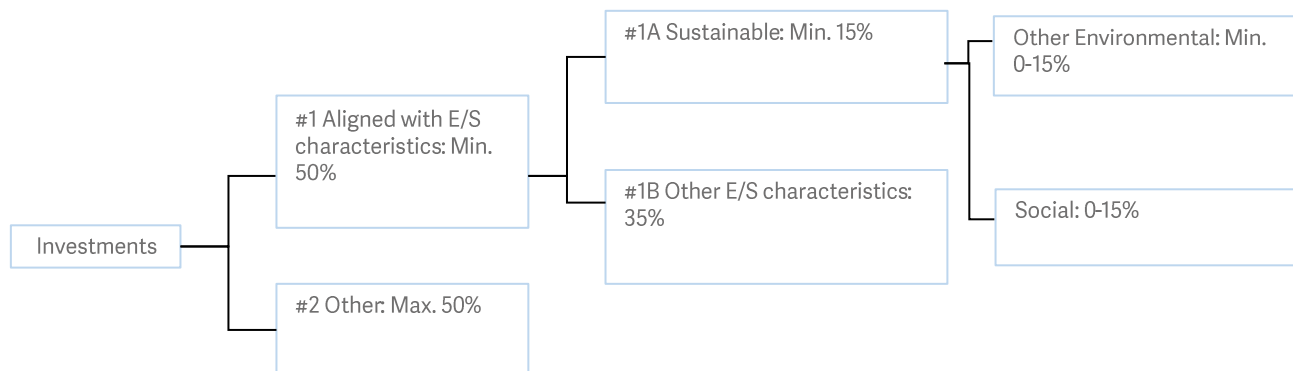 #1A Sustainable: Min. 15%
Other Environmental: Min.
0-15%
#1 Aligned with E/S
characteristics: Min.
50%
#1B Other E/S characteristics:
35%
Social: 0-15%
Investments
#2 Other: Max. 50%